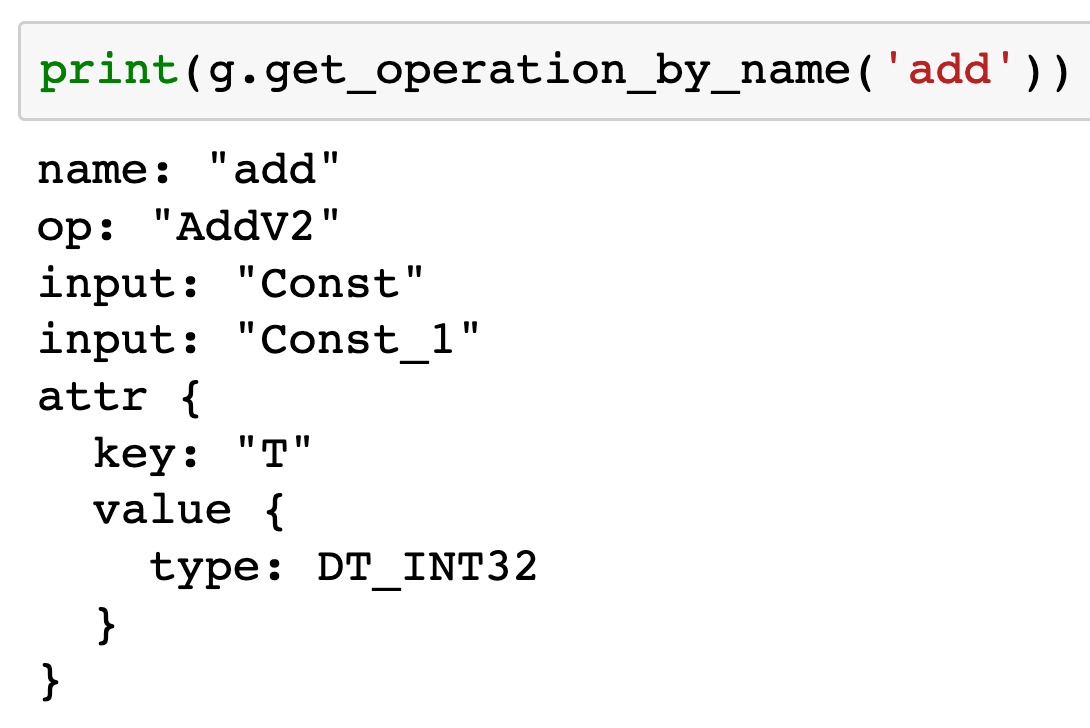 print(g.get_operation_by_name('add'))
name: "add"
op: "AddV2"
input: "Const"
input: "Const_1"
attr {
  key: "T"
  value {
    type: DT_INT32
  }
}